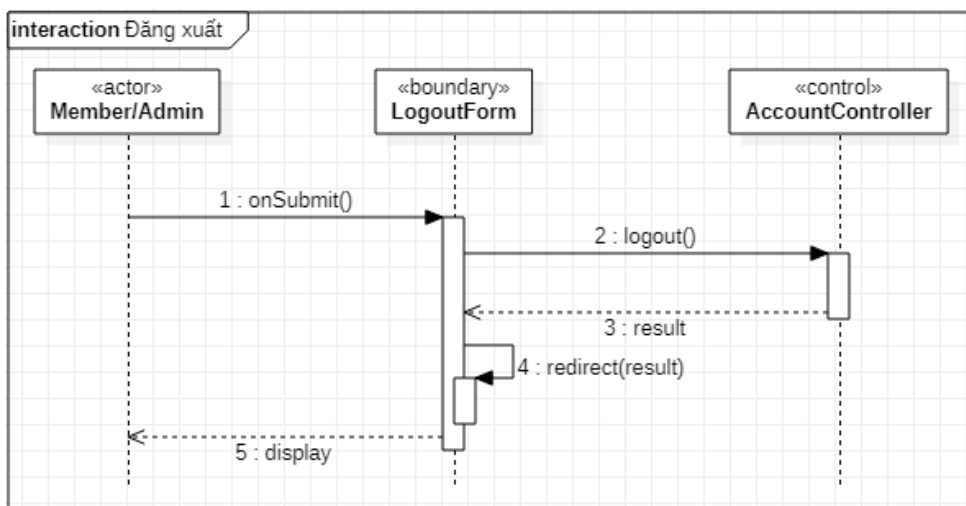 interaction Đăng xuất
«actor»
Member/Admin
«boundary»
LogoutForm
«control»
AccountController
1 : onSubmit()
2 : logout()
3 : result
4 : redirect(result)
5 : display